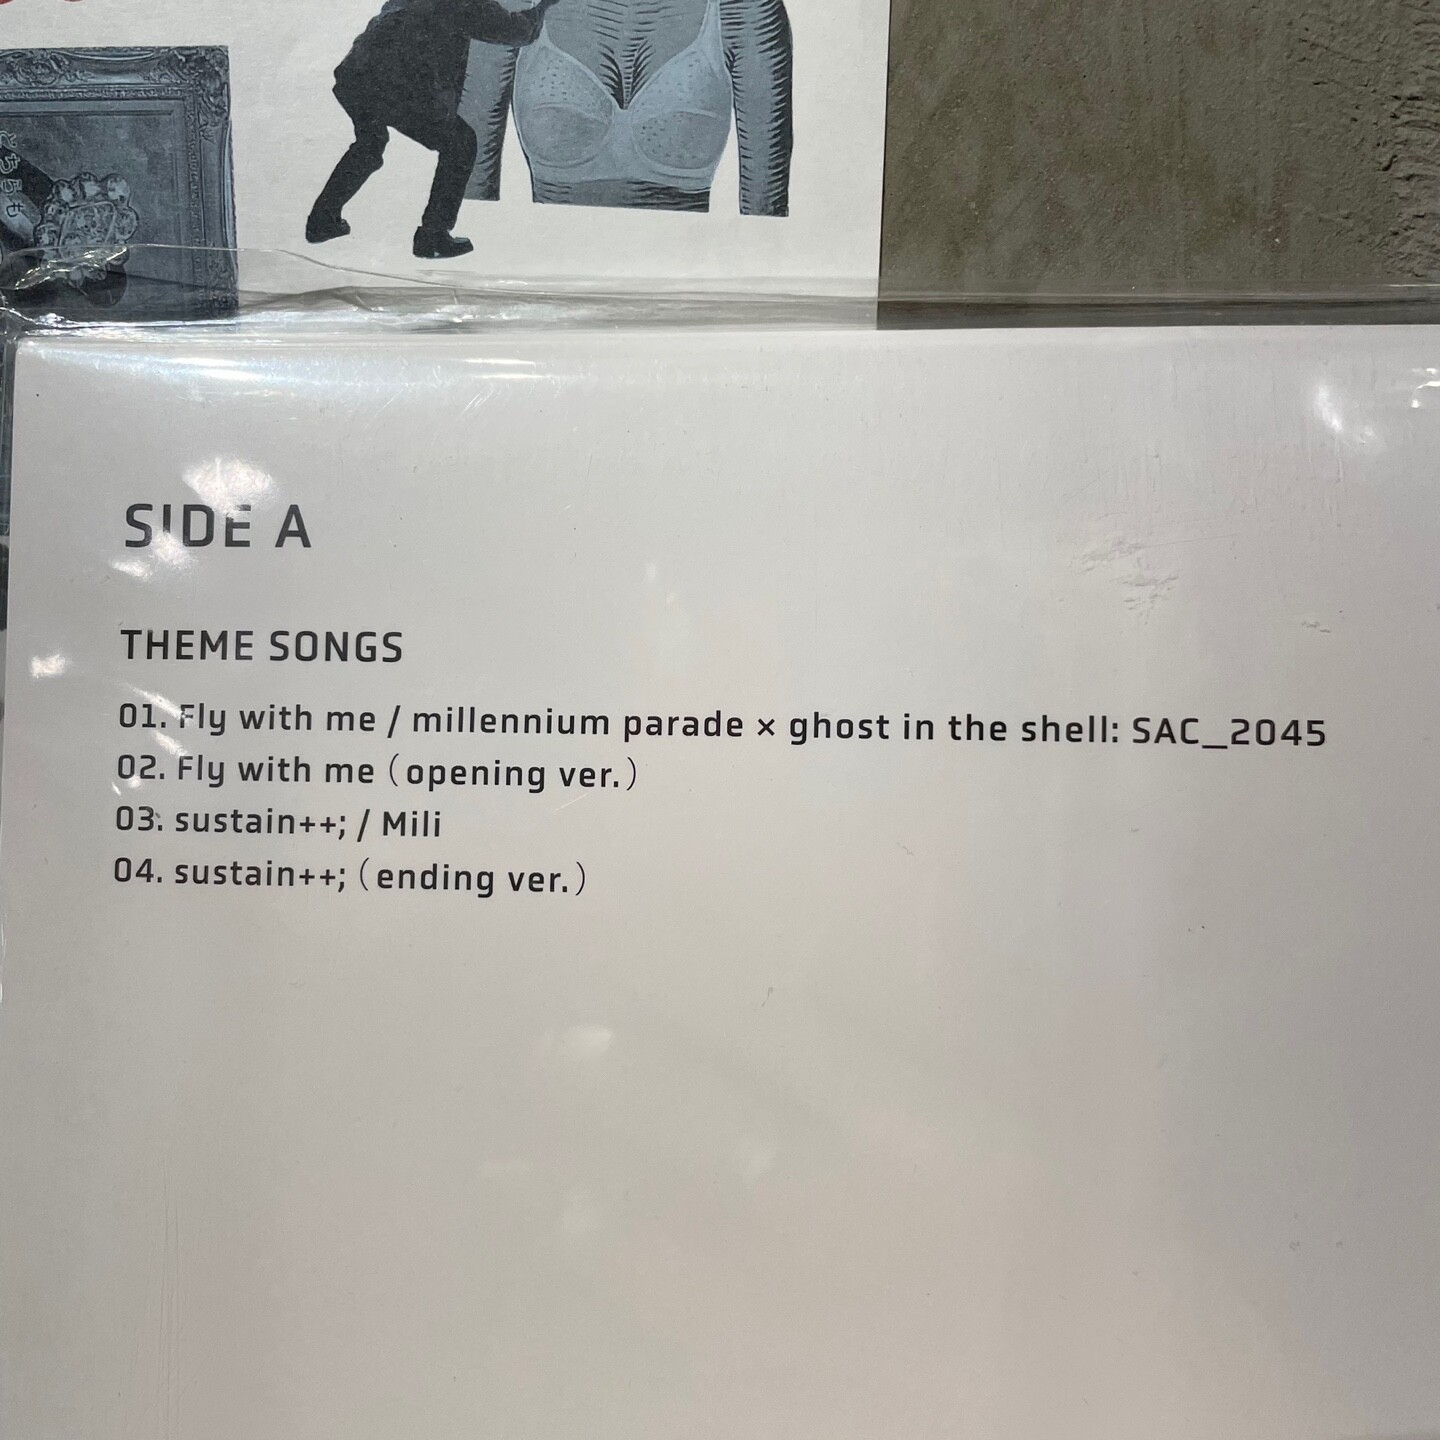 SIDE A
THEME SONGS
01. Fly with me / millennium parade × ghost in the shell: SAC_2045
02. Fly with me（opening ver.）
03. sustain++; / Mili
04. sustain++;（ending ver.）